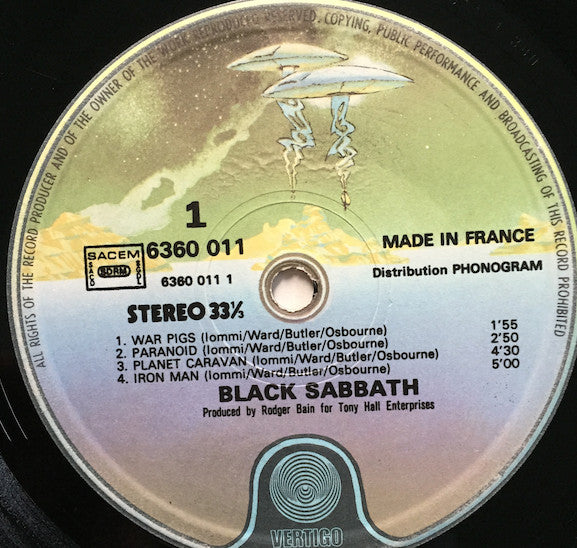 ALL RIGHTS OF THE RECORD PRODUCER AND OF THE OWNER OF THE WORK REPRODUCED RESERVED. COPYING, PUBLIC PERFORMANCE AND BROADCASTING OF THIS RECORD PROHIBITED
1
SACEM
SDRM
6360 011
6360 011 1
MADE IN FRANCE
Distribution PHONOGRAM
STEREO 33⅓
1. WAR PIGS (Iommi/Ward/Butler/Osbourne) 1'55
2. PARANOID (Iommi/Ward/Butler/Osbourne) 2'50
3. PLANET CARAVAN (Iommi/Ward/Butler/Osbourne) 4'30
4. IRON MAN (Iommi/Ward/Butler/Osbourne) 5'00
BLACK SABBATH
Produced by Rodger Bain for Tony Hall Enterprises
VERTIGO